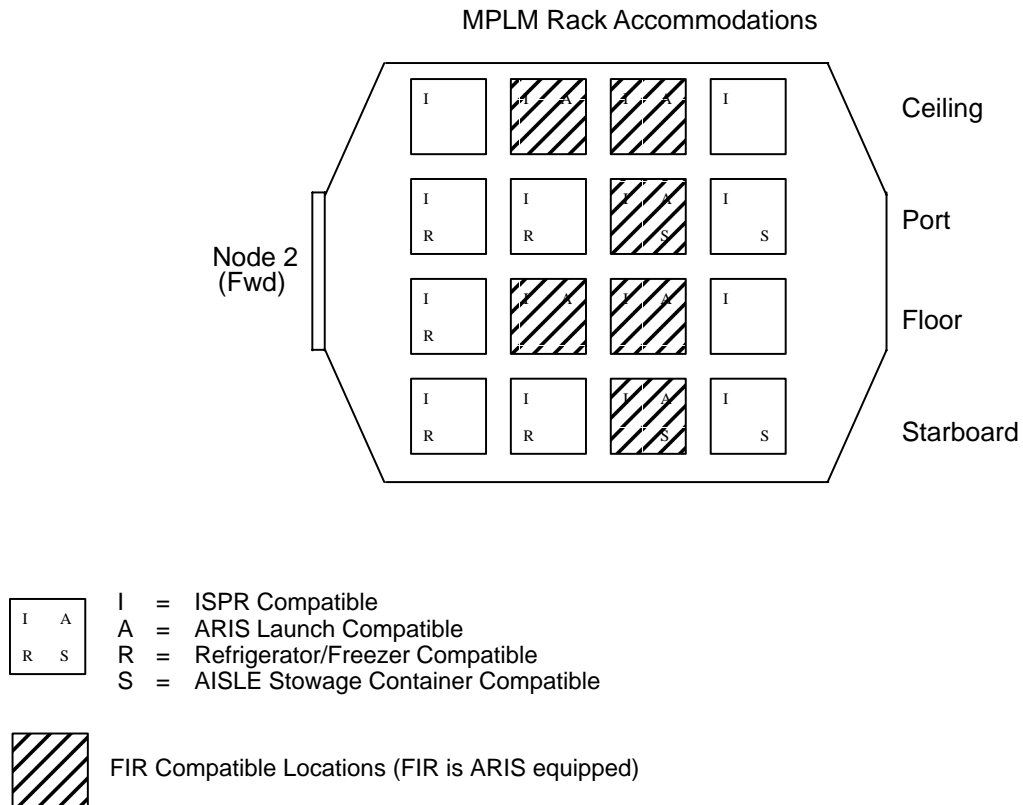 MPLM Rack Accommodations
I I A I A I
Ceiling
I I I A I
R R S S
Port
Node 2
(Fwd)
I I A I A I
R
Floor
I I I A I
R R S S
Starboard
I A
R S
I = ISPR Compatible
A = ARIS Launch Compatible
R = Refrigerator/Freezer Compatible
S = AISLE Stowage Container Compatible
FIR Compatible Locations (FIR is ARIS equipped)